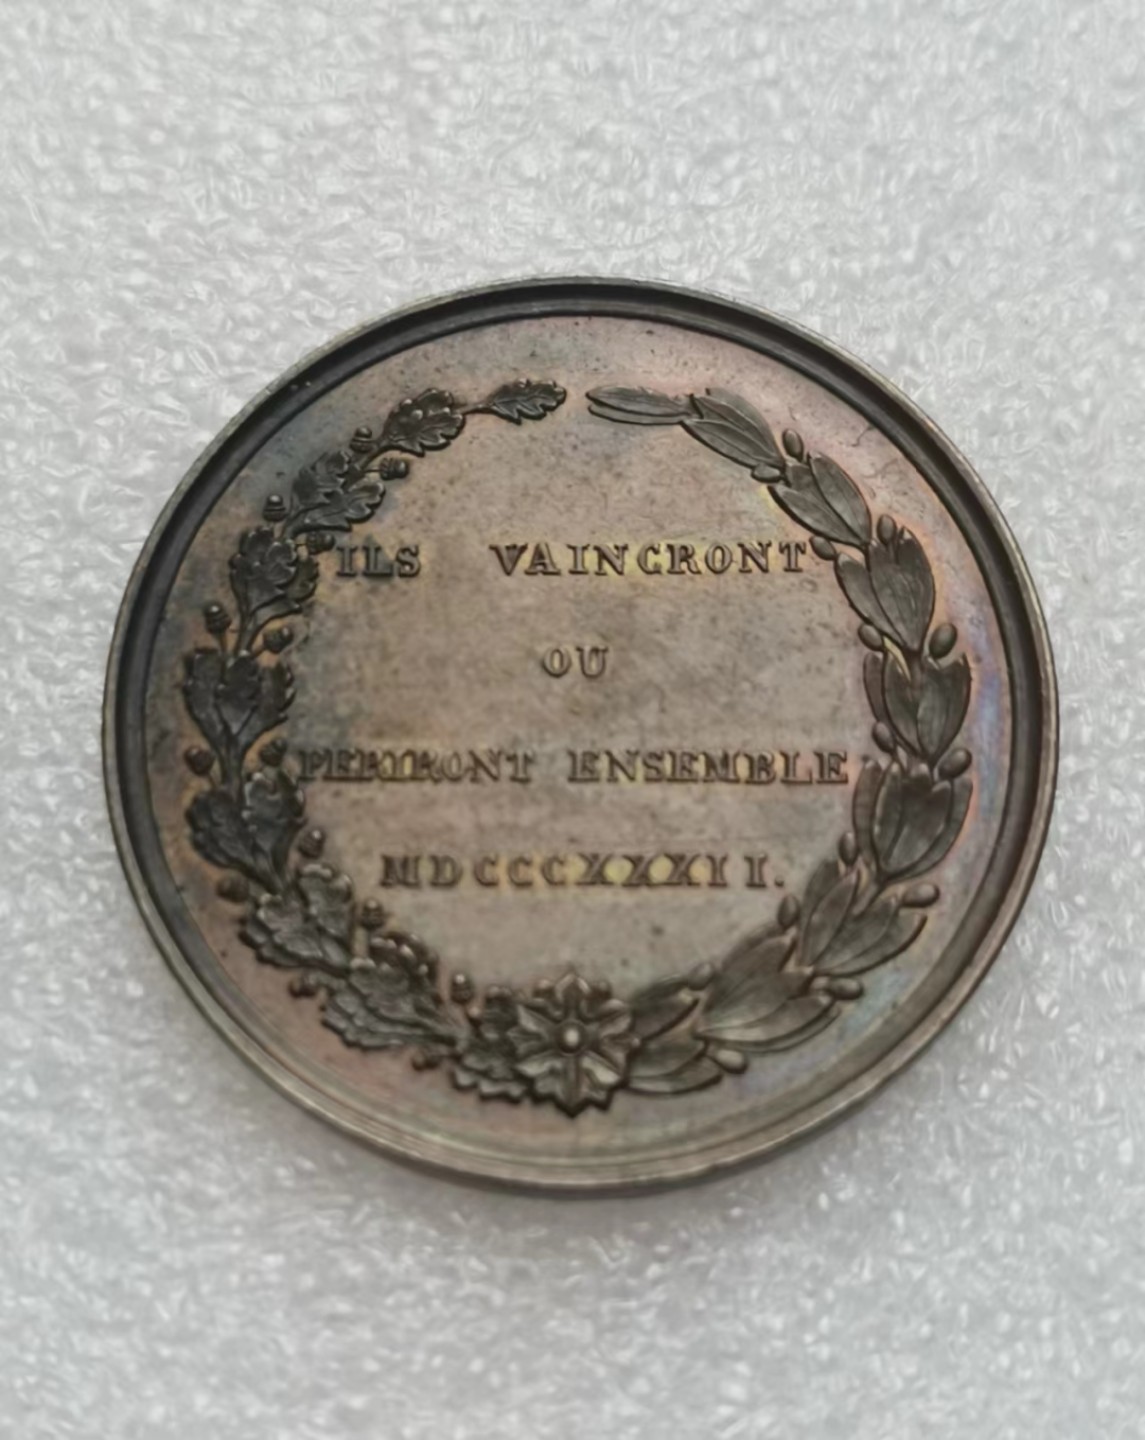 ILS VAINCRONT
OU
PERIRONT ENSEMBLE
MDCCCXXXII.